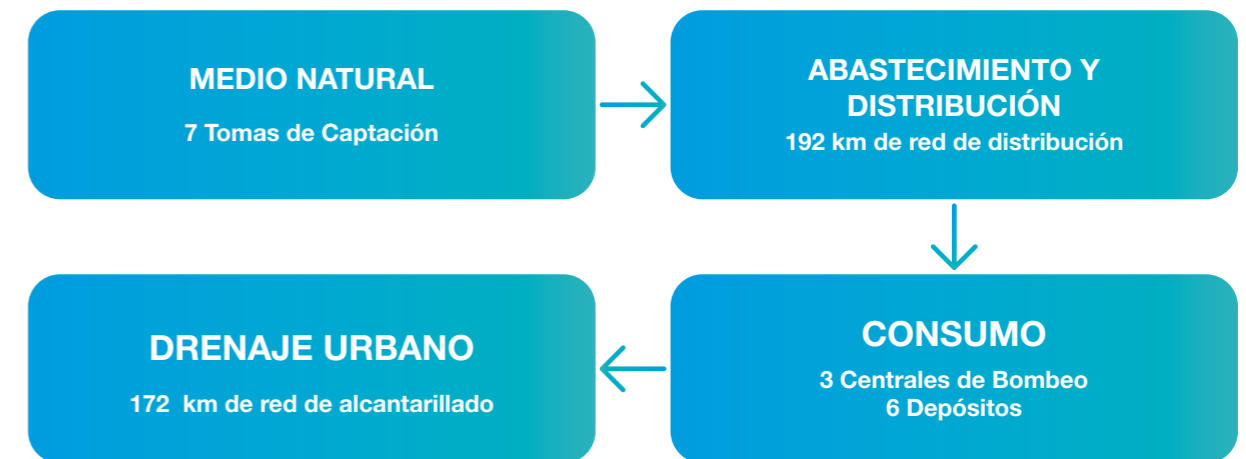 MEDIO NATURAL
7 Tomas de Captación
ABASTECIMIENTO Y
DISTRIBUCIÓN
192 km de red de distribución
CONSUMO
3 Centrales de Bombeo
6 Depósitos
DRENAJE URBANO
172 km de red de alcantarillado